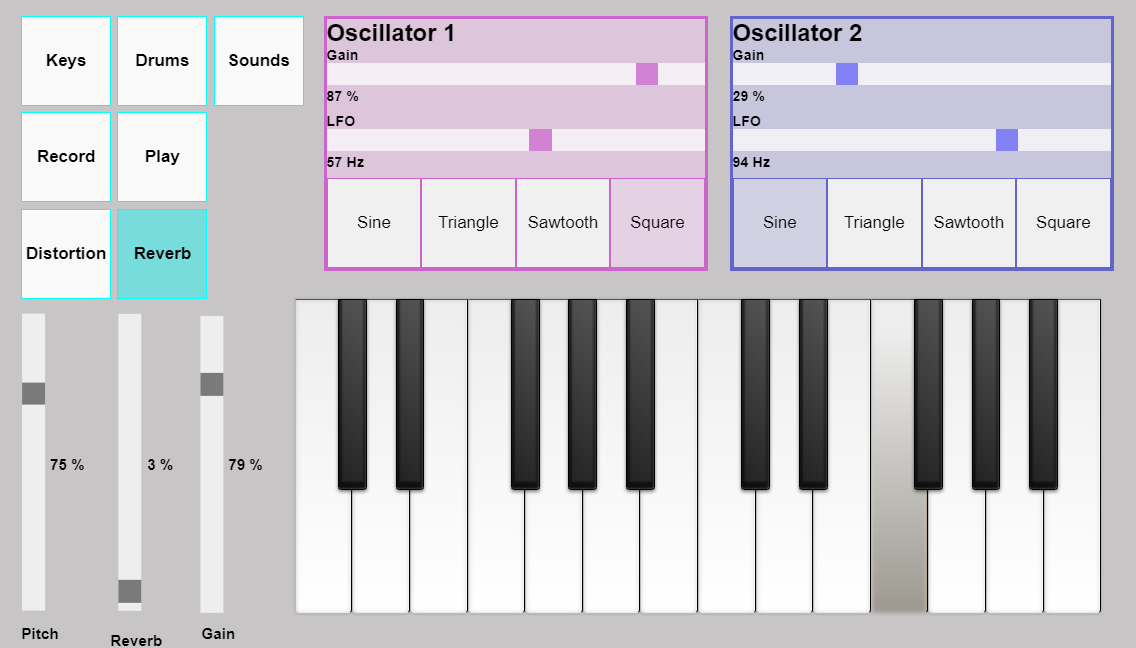 Keys
Drums
Sounds
Record
Play
Distortion
Reverb
Oscillator 1
Gain
87 %
LFO
57 Hz
Sine
Triangle
Sawtooth
Square
Oscillator 2
Gain
29 %
LFO
94 Hz
Sine
Triangle
Sawtooth
Square
75 %
3 %
79 %
Pitch
Reverb
Gain